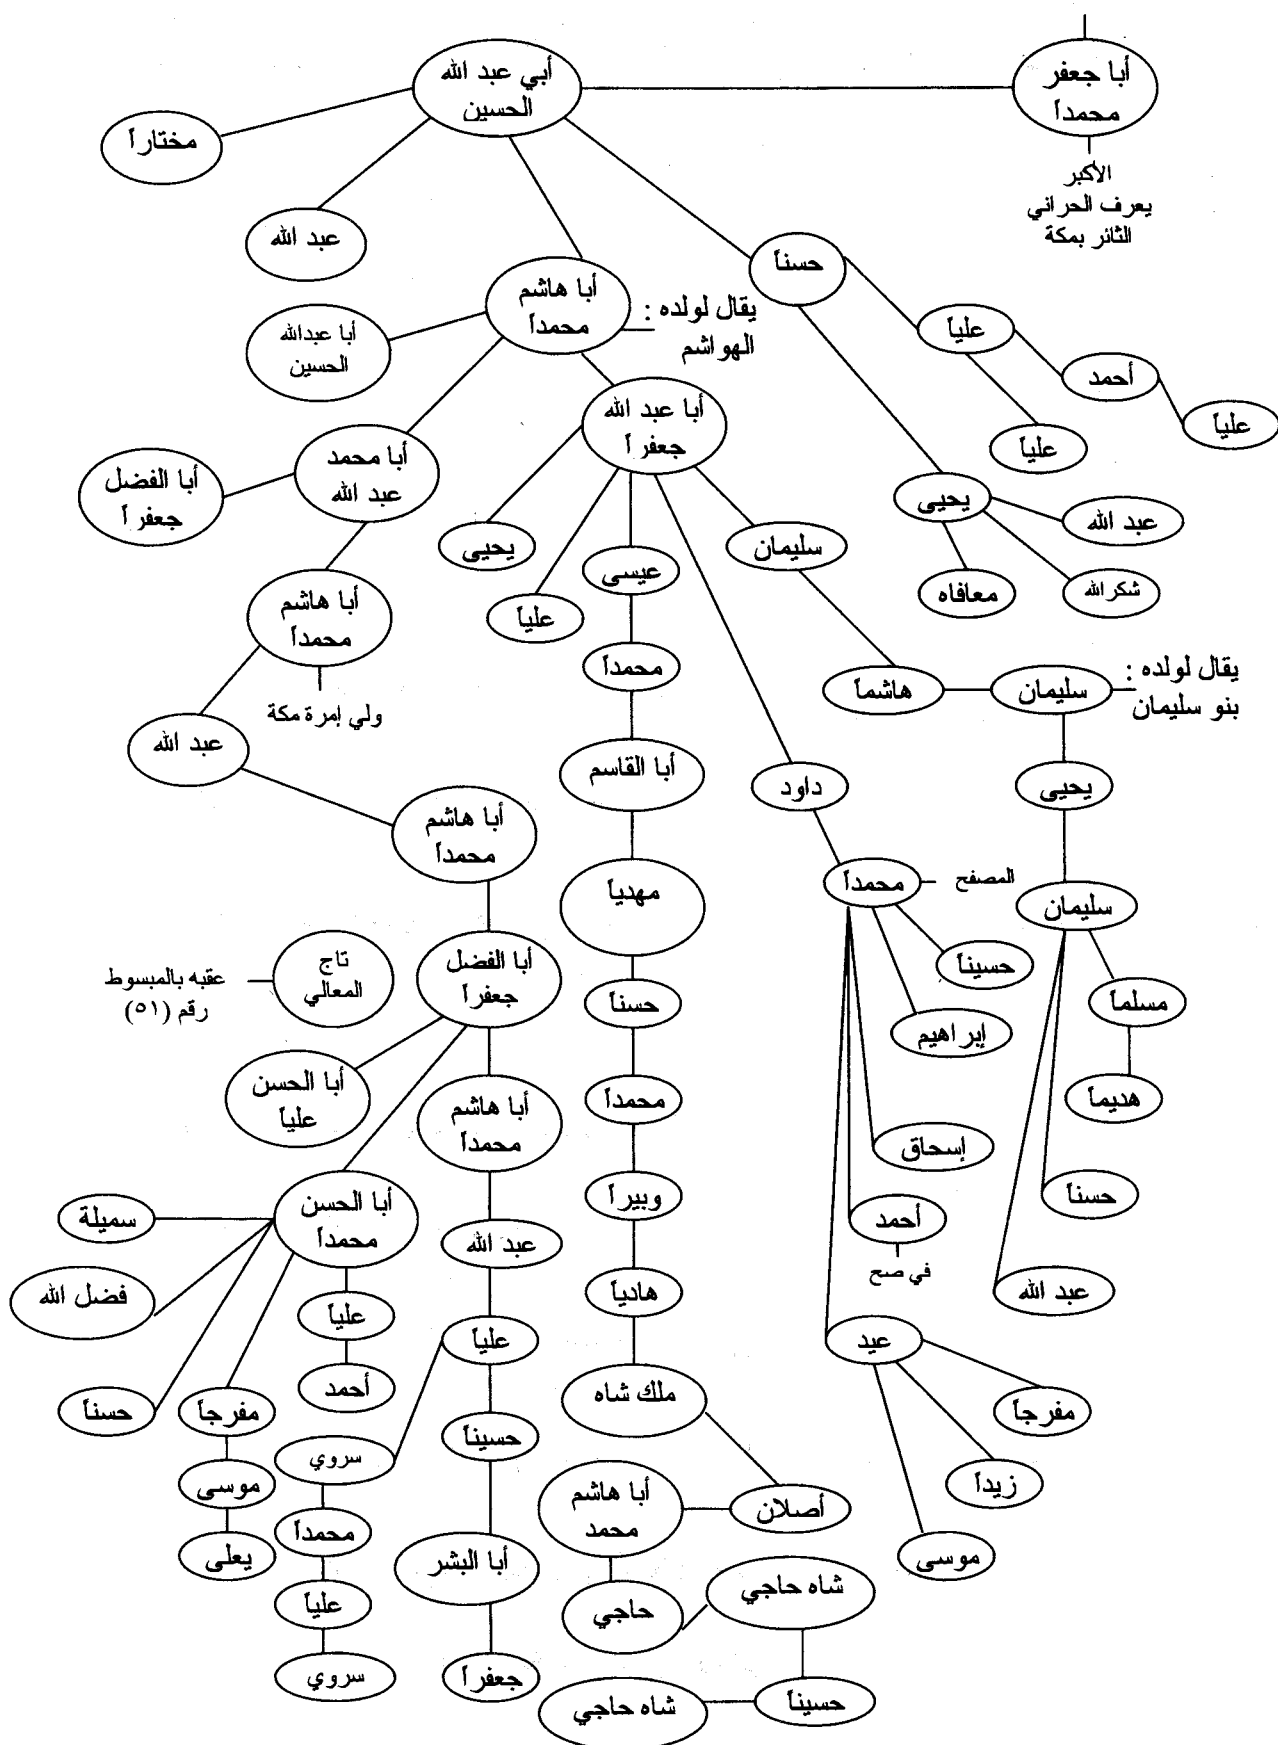 أبا جعفر
محمداً
الأكبر
يعرف الحراني
الثائر بمكة
أبي عبد الله
الحسين
مختاراً
عبد الله
أبا هاشم
محمداً
يقال لولده :
الهواشم
حسناً
علياً
أحمد
علياً
علياً
أبا عبدالله
الحسين
أبا عبد الله
جعفراً
أبا محمد
عبد الله
أبا الفضل
جعفراً
يحيى
عبد الله
شكر الله
معافاه
سليمان
عيسى
يحيى
علياً
أبا هاشم
محمداً
ولي إمرة مكة
محمداً
هاشماً
سليمان
يقال لولده :
بنو سليمان
عبد الله
أبا القاسم
داود
يحيى
أبا هاشم
محمداً
مهدياً
محمداً
المصفح
سليمان
حسيناً
إبراهيم
إسحاق
أحمد
في صح
مسلماً
هديماً
حسناً
عبد الله
أبا الفضل
جعفراً
تاج
المعالي
عقبه بالمبسوط
رقم (٥١)
حسناً
محمداً
وبيراً
هادياً
ملك شاه
أبا الحسن
علياً
أبا هاشم
محمداً
أبا الحسن
محمداً
سميلة
فضل الله
حسناً
مفرجاً
موسى
يعلى
علياً
أحمد
عبد الله
علياً
حسيناً
أبا البشر
جعفراً
سروي
محمداً
علياً
سروي
عيد
مفرجاً
زيداً
موسى
أصلان
أبا هاشم
محمد
حاجي
شاه حاجي
حسيناً
شاه حاجي